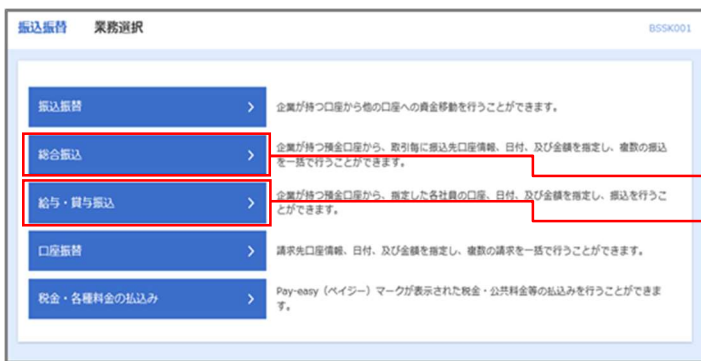 振込振替 業務選択 BSSK001
振込振替 企業が持つ口座から他の口座への資金移動を行うことができます。
総合振込 企業が持つ預金口座から、取引毎に振込先口座情報、日付、及び金額を指定し、複数の振込
を一括で行うことができます。
給与・賞与振込 企業が持つ預金口座から、指定した各社員の口座、日付、及び金額を指定し、振込を行うこ
とができます。
口座振替 請求先口座情報、日付、及び金額を指定し、複数の請求を一括で行うことができます。
税金・各種料金の払込み Pay-easy（ペイジー）マークが表示された税金・公共料金等の払込みを行うことができま
す。